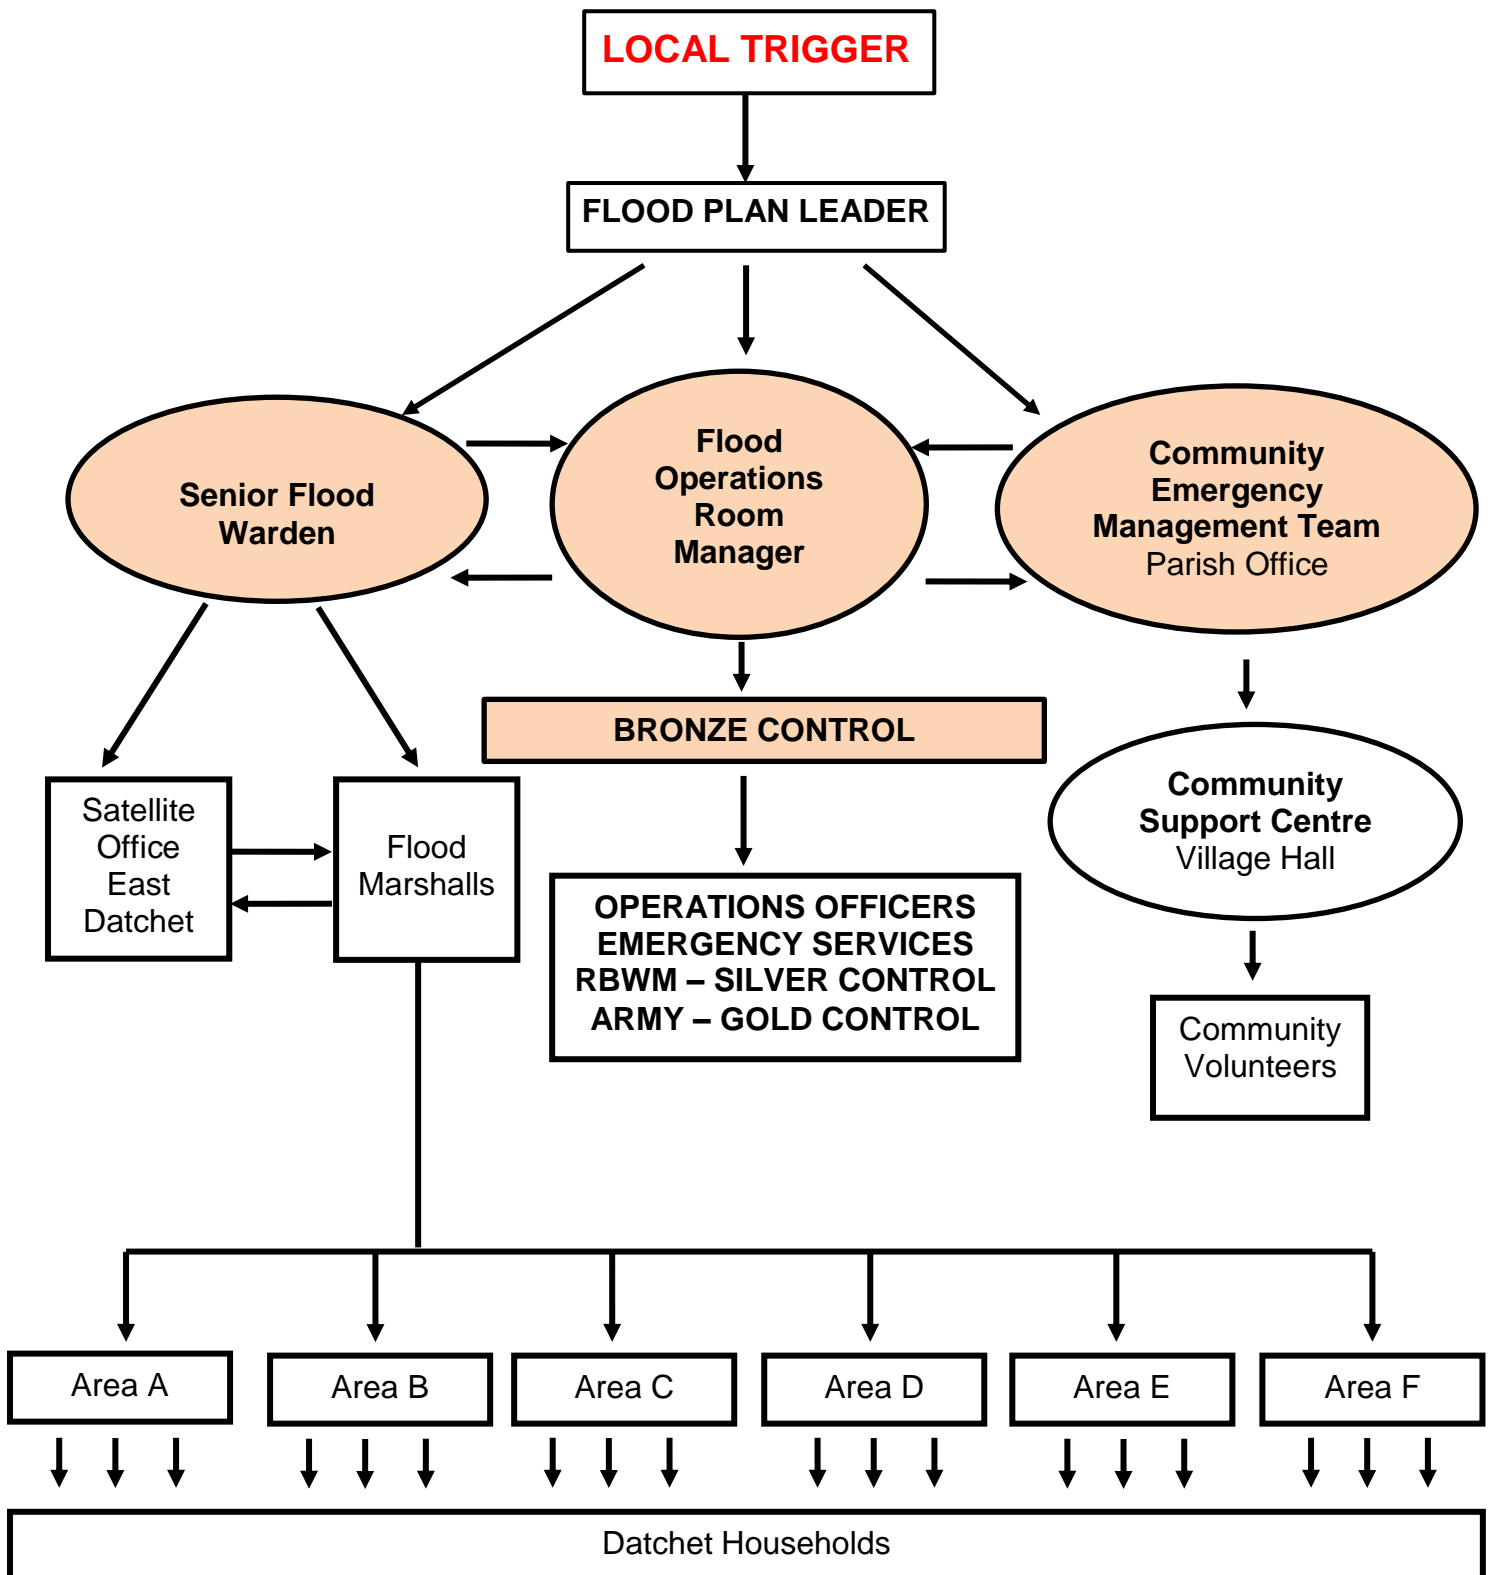 LOCAL TRIGGER
FLOOD PLAN LEADER
Senior Flood
Warden
Flood
Operations
Room
Manager
Community
Emergency
Management Team
Parish Office
BRONZE CONTROL
Satellite
Office
East
Datchet
Flood
Marshalls
OPERATIONS OFFICERS
EMERGENCY SERVICES
RBWM – SILVER CONTROL
ARMY – GOLD CONTROL
Community
Support Centre
Village Hall
Community
Volunteers
Area A
Area B
Area C
Area D
Area E
Area F
Datchet Households